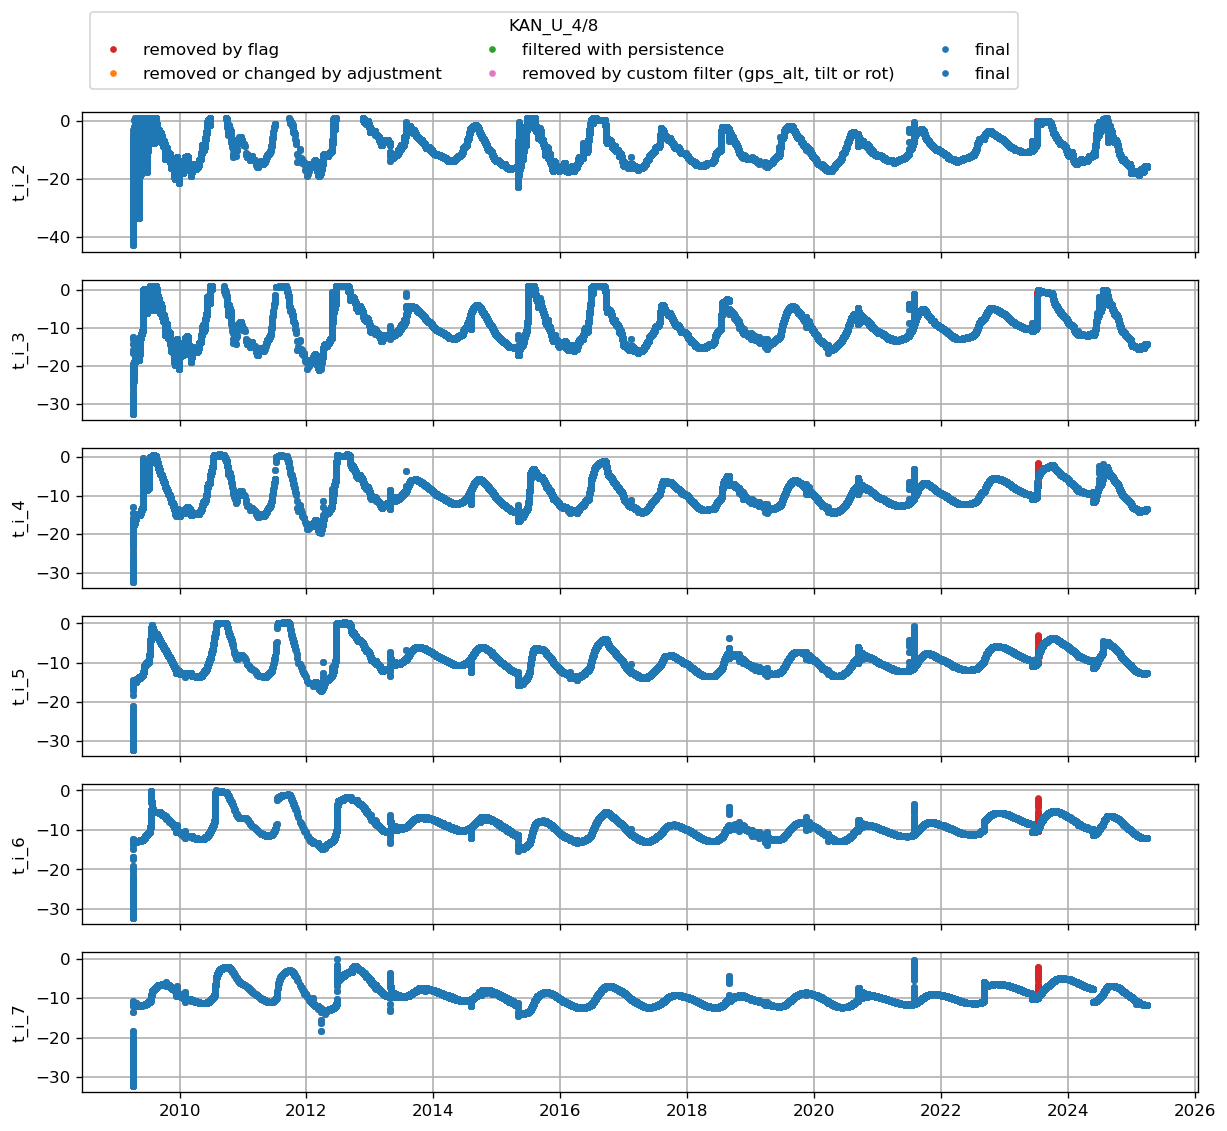 KAN_U_4/8
removed by flag
filtered with persistence
final
removed or changed by adjustment
removed by custom filter (gps_alt, tilt or rot)
final
0
−20
−40
t_i_2
0
−10
−20
−30
t_i_3
0
−10
−20
−30
t_i_4
0
−10
−20
−30
t_i_5
0
−10
−20
−30
t_i_6
0
−10
−20
−30
t_i_7
2010
2012
2014
2016
2018
2020
2022
2024
2026